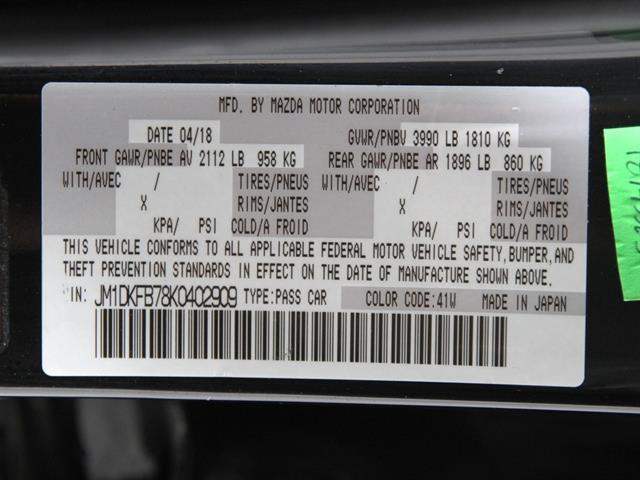 MFD. BY MAZDA MOTOR CORPORATION
DATE 04/18 GVWR/PNBV 3990 LB 1810 KG
FRONT GAWR/PNBE AV 2112 LB 958 KG REAR GAWR/PNBE AR 1896 LB 860 KG
WITH/AVEC / TIRES/PNEUS WITH/AVEC / TIRES/PNEUS
X RIMS/JANTES X RIMS/JANTES
KPA/ PSI COLD/A FROID KPA/ PSI COLD/A FROID
THIS VEHICLE CONFORMS TO ALL APPLICABLE FEDERAL MOTOR VEHICLE SAFETY, BUMPER, AND
THEFT PREVENTION STANDARDS IN EFFECT ON THE DATE OF MANUFACTURE SHOWN ABOVE.
IN: JM1DKFB78K0402909 TYPE: PASS CAR COLOR CODE: 41W MADE IN JAPAN